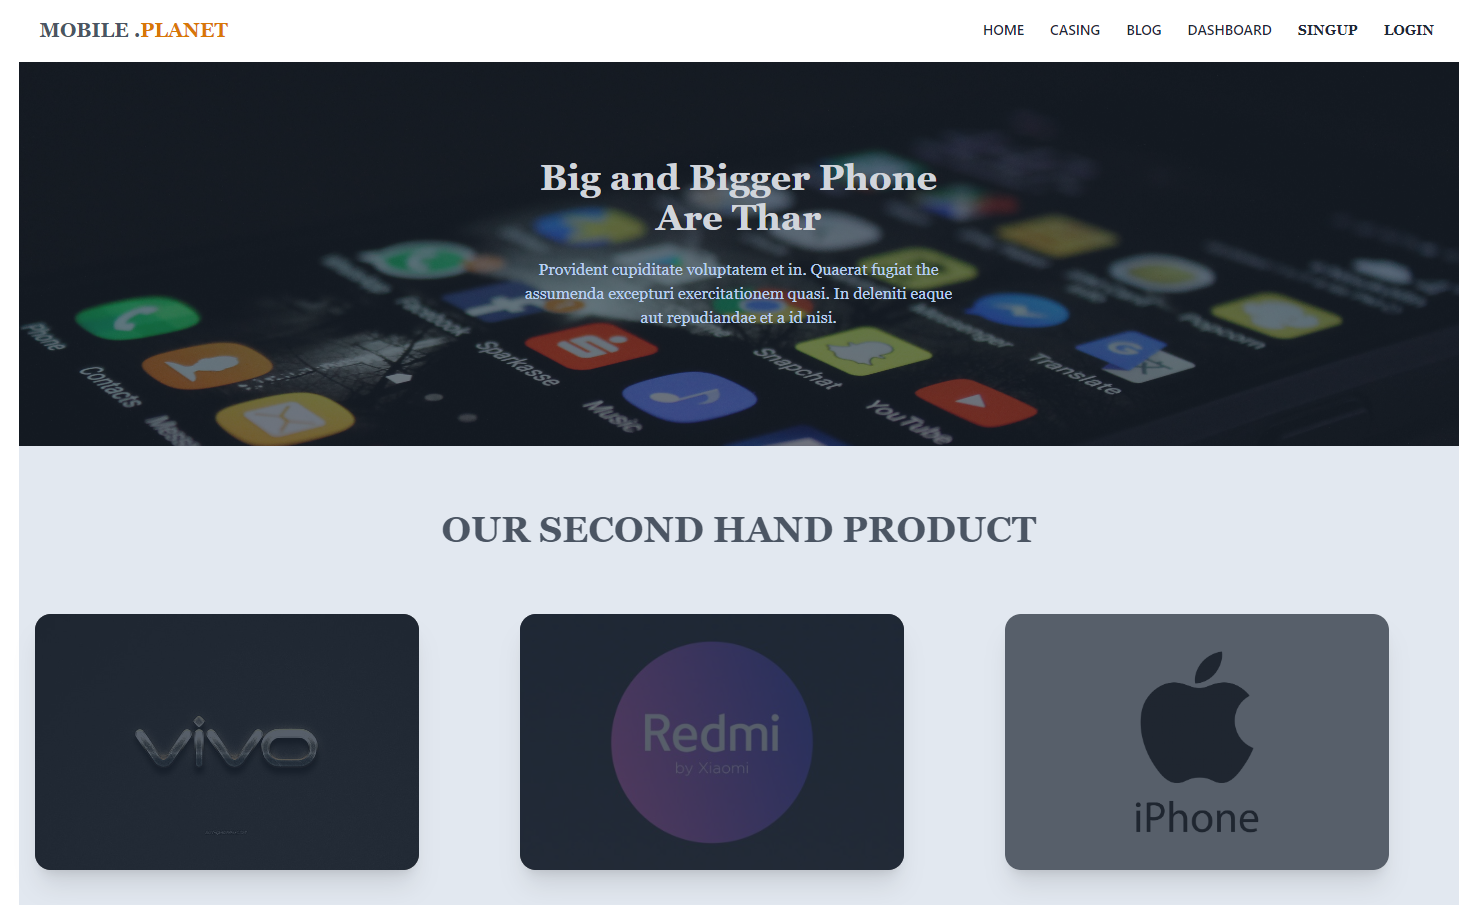 MOBILE .PLANET
HOME CASING BLOG DASHBOARD SINGUP LOGIN
Big and Bigger Phone
Are Thar
Provident cupiditate voluptatem et in. Quaerat fugiat the
assumenda excepturi exercitationem quasi. In deleniti eaque
aut repudiandae et a id nisi.
WhatsApp
Facebook
Messenger
Popcorn
Phone
Sparkasse
Snapchat
Translate
Contacts
Music
YouTube
OUR SECOND HAND PRODUCT
vivo
Redmi
by Xiaomi
iPhone